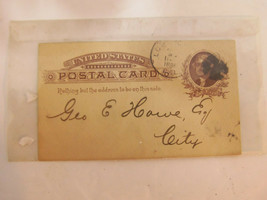 UNITED STATES
POSTAL CARD
Nothing but the address to be on this side.
Geo E Howe, Esq
City